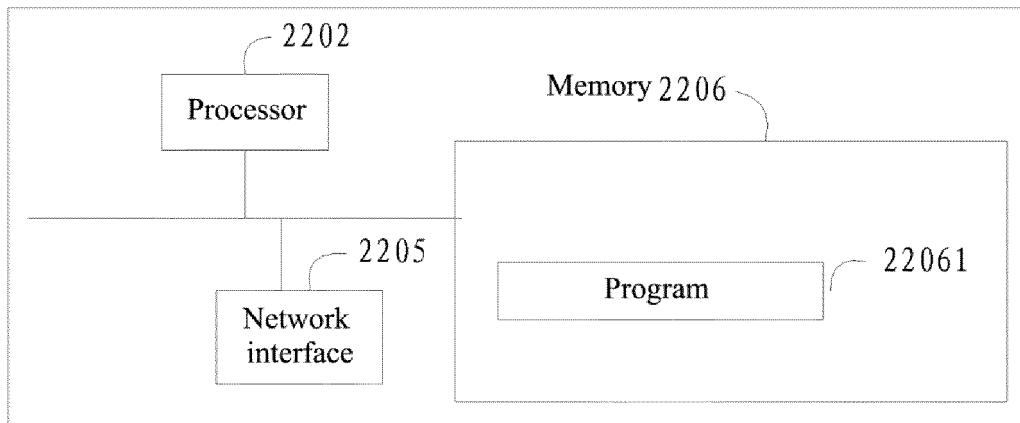 2202
Processor
Memory 2206
2205
Network
interface
22061
Program